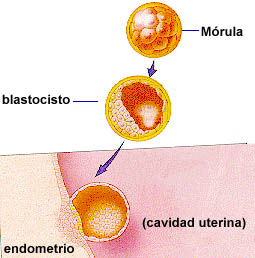 Mórula
blastocisto
(cavidad uterina)
endometrio